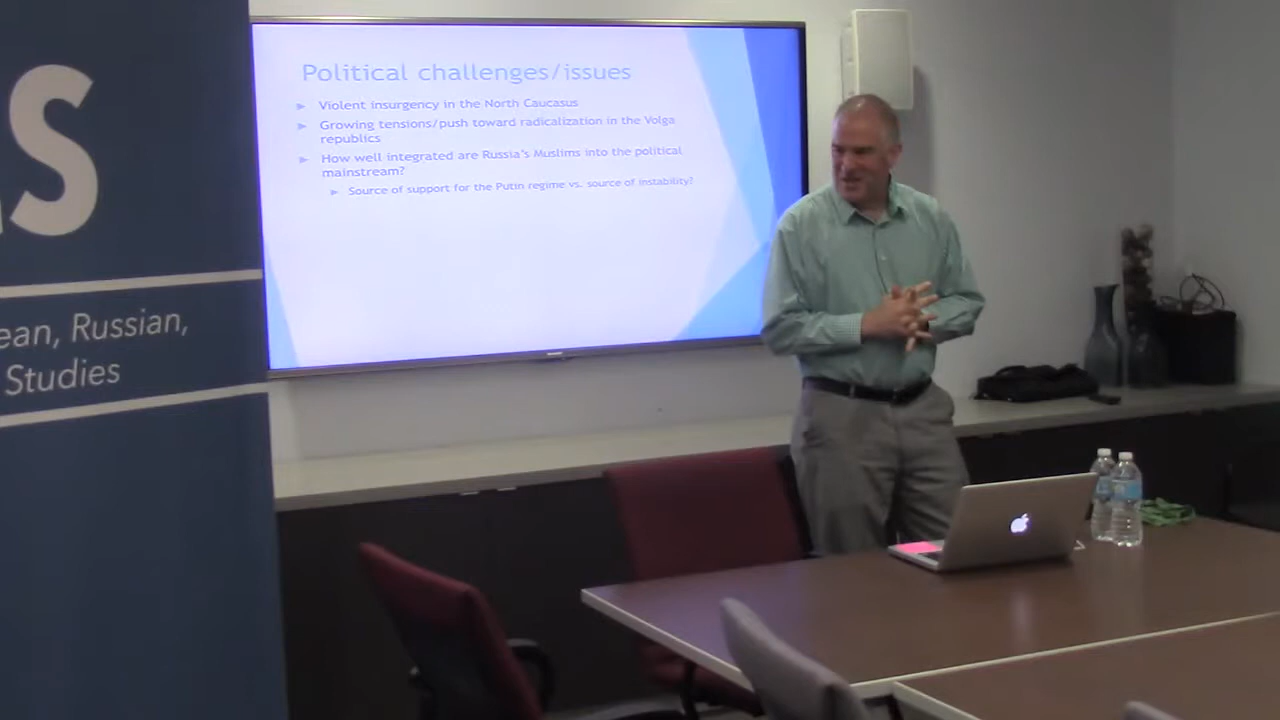 Political challenges/issues
Violent insurgency in the North Caucasus
Growing tensions/push toward radicalization in the Volga
republics
How well integrated are Russia's Muslims into the political
mainstream?
Source of support for the Putin regime vs. source of instability?
S
ean, Russian,
Studies